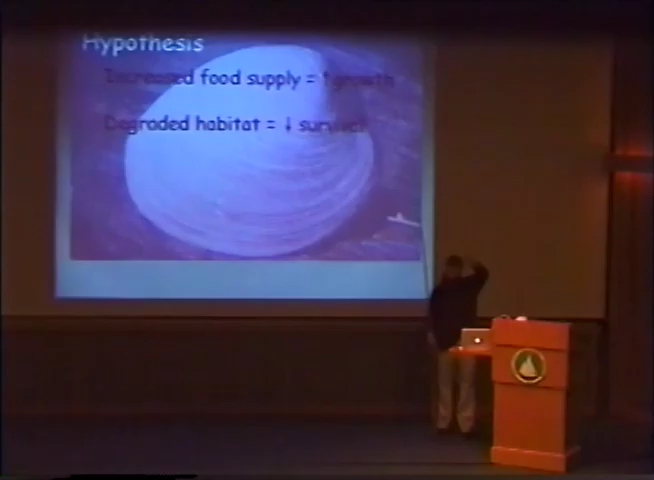 Hypothesis
Increased food supply = ↑ growth
Degraded habitat = ↓ survival